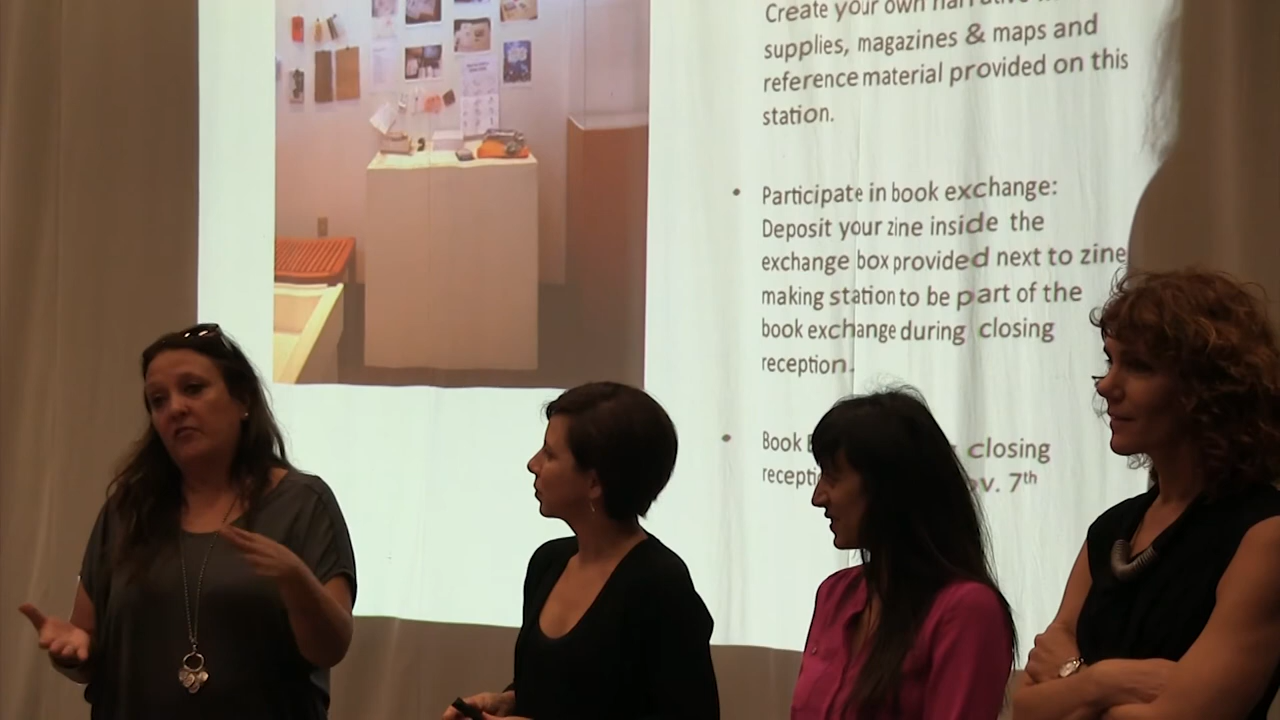 Create your own narrative
supplies, magazines & maps and
reference material provided on this
station.
• Participate in book exchange:
Deposit your zine inside the
exchange box provided next to zine
making station to be part of the
book exchange during closing
reception.
• Book closing
7th